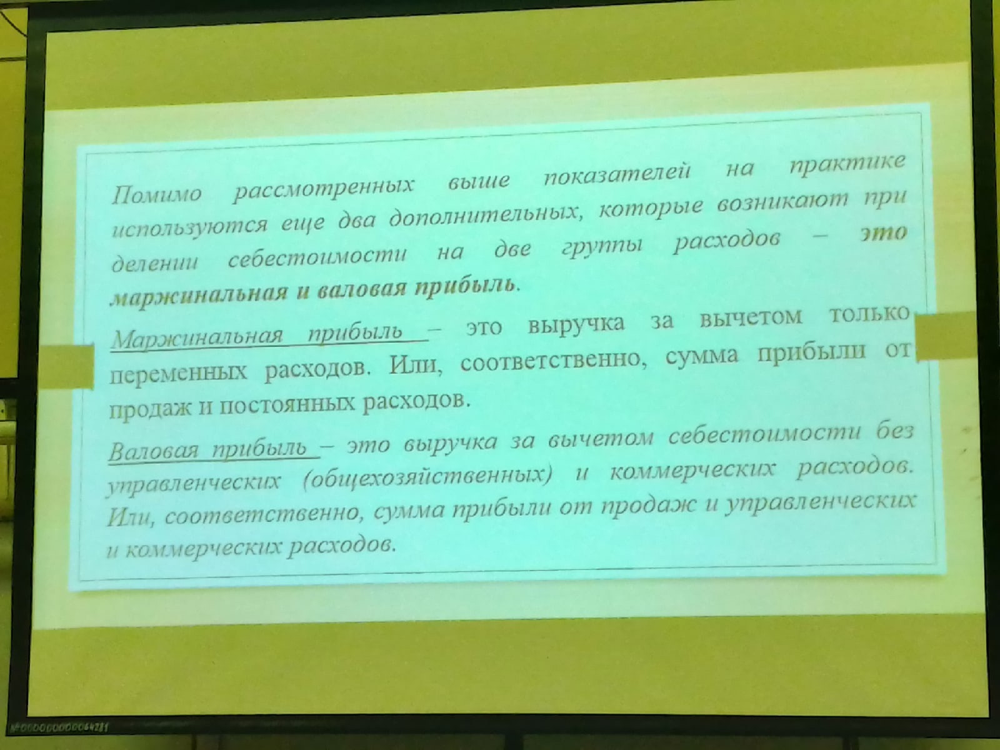 Помимо рассмотренных выше показателей на практике
используются еще два дополнительных, которые возникают при
делении себестоимости на две группы расходов – это
маржинальная и валовая прибыль.
Маржинальная прибыль – это выручка за вычетом только
переменных расходов. Или, соответственно, сумма прибыли от
продаж и постоянных расходов.
Валовая прибыль – это выручка за вычетом себестоимости без
управленческих (общехозяйственных) и коммерческих расходов.
Или, соответственно, сумма прибыли от продаж и управленческих
и коммерческих расходов.